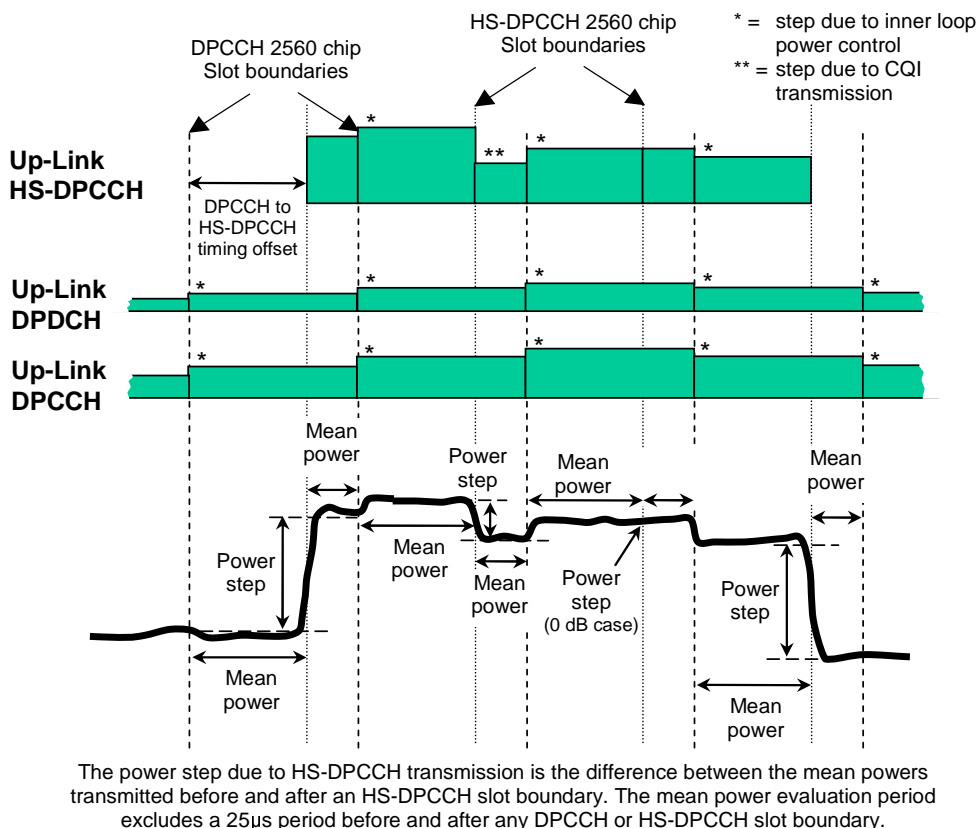 DPCCH 2560 chip
Slot boundaries
HS-DPCCH 2560 chip
Slot boundaries
* = step due to inner loop
power control
** = step due to CQI
transmission
Up-Link
HS-DPCCH
*
**
*
*
DPCCH to
HS-DPCCH
timing offset
Up-Link
DPDCH
*
*
*
*
*
Up-Link
DPCCH
*
*
*
*
*
Mean
power
Power
step
Mean
power
Mean
power
Power
step
Mean
power
Mean
power
Power
step
(0 dB case)
Power
step
Mean
power
Mean
power
The power step due to HS-DPCCH transmission is the difference between the mean powers
transmitted before and after an HS-DPCCH slot boundary. The mean power evaluation period
excludes a 25µs period before and after any DPCCH or HS-DPCCH slot boundary.